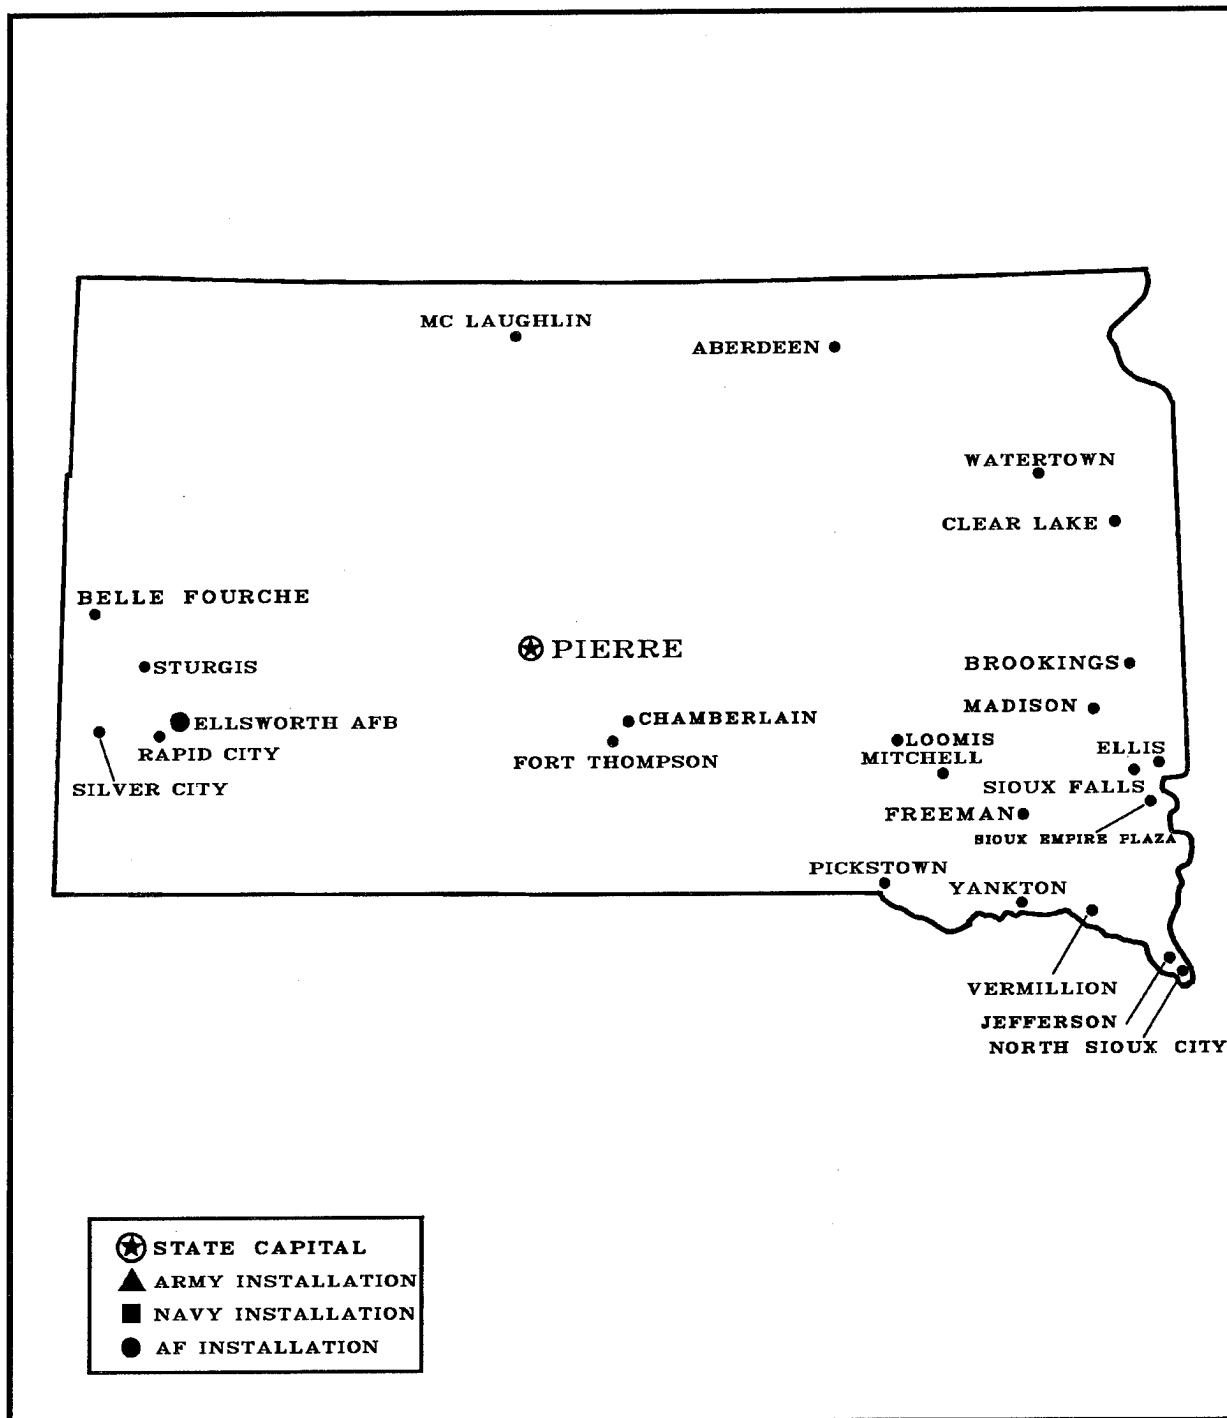 MC LAUGHLIN
ABERDEEN
WATERTOWN
CLEAR LAKE
BELLE FOURCHE
PIERRE
STURGIS
BROOKINGS
MADISON
ELLSWORTH AFB
CHAMBERLAIN
RAPID CITY
FORT THOMPSON
LOOMIS
MITCHELL
ELLIS
SILVER CITY
SIOUX FALLS
FREEMAN
SIOUX EMPIRE PLAZA
PICKSTOWN
YANKTON
VERMILLION
JEFFERSON
NORTH SIOUX CITY
STATE CAPITAL
ARMY INSTALLATION
NAVY INSTALLATION
AF INSTALLATION